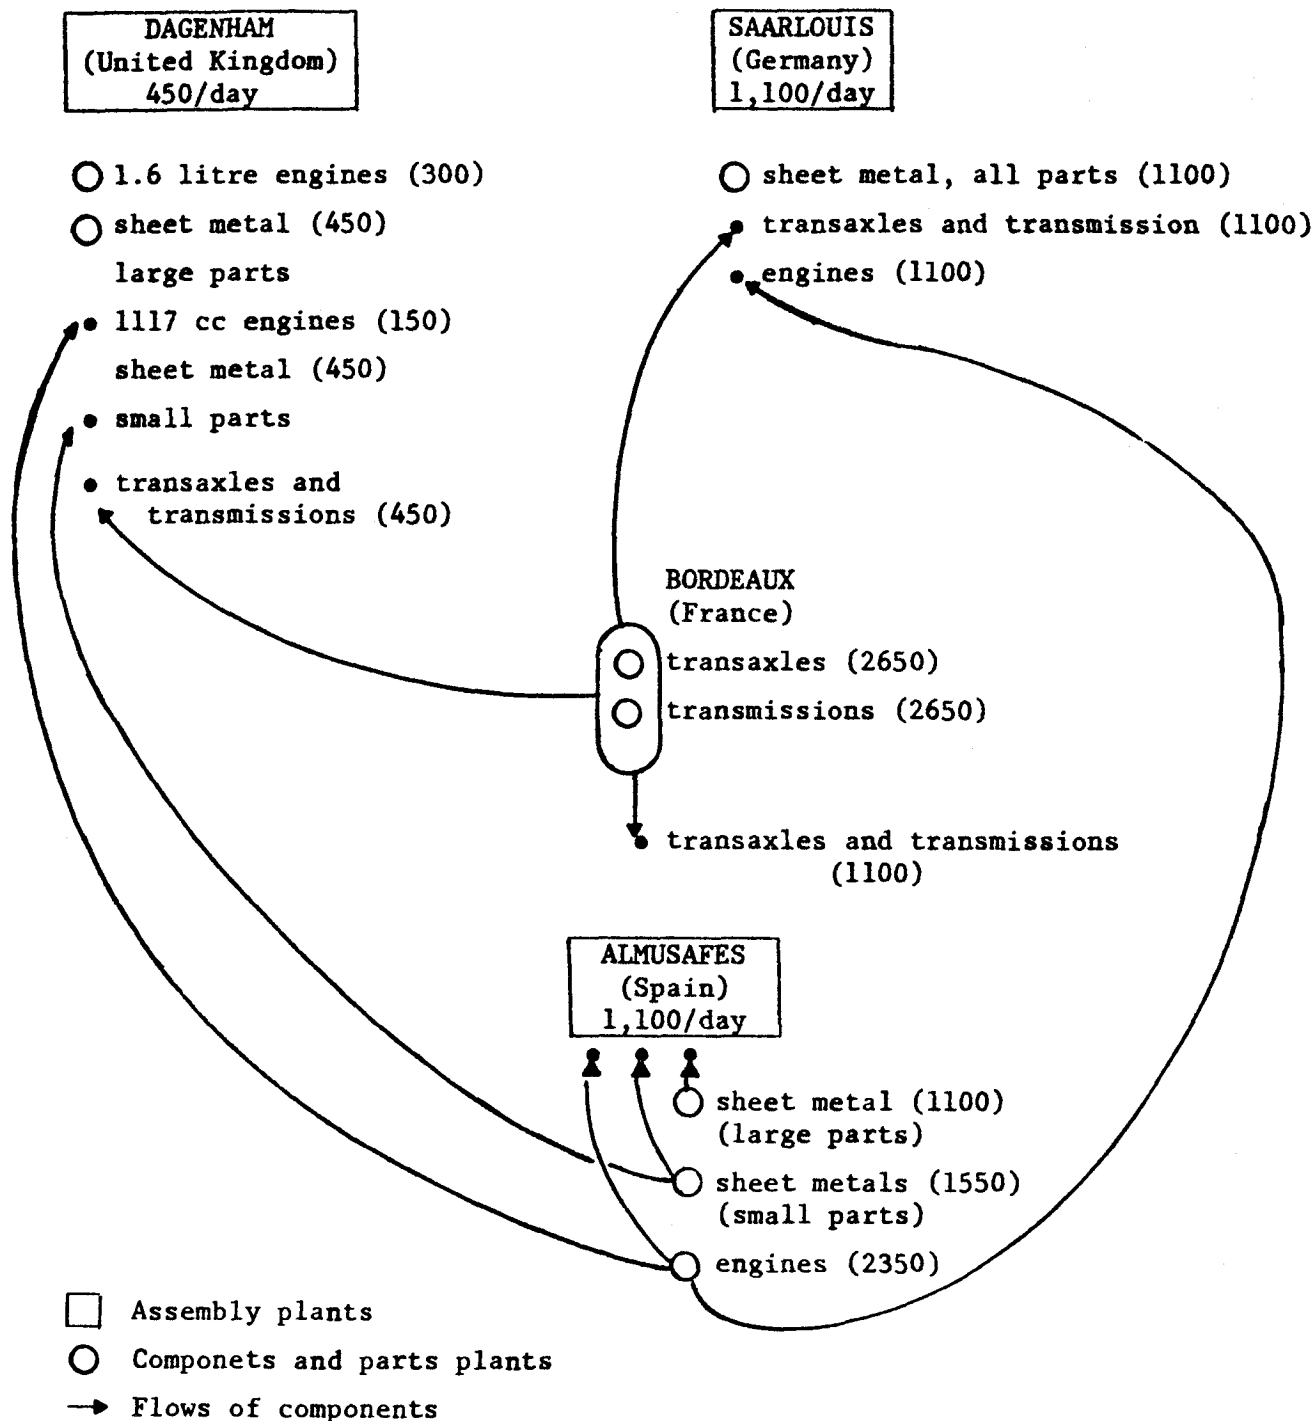 DAGENHAM
(United Kingdom)
450/day
1.6 litre engines (300)
sheet metal (450)
large parts
1117 cc engines (150)
sheet metal (450)
small parts
transaxles and
transmissions (450)
SAARLOUIS
(Germany)
1,100/day
sheet metal, all parts (1100)
transaxles and transmission (1100)
engines (1100)
BORDEAUX
(France)
transaxles (2650)
transmissions (2650)
transaxles and transmissions
(1100)
ALMUSAFES
(Spain)
1,100/day
sheet metal (1100)
(large parts)
sheet metals (1550)
(small parts)
engines (2350)
Assembly plants
Componets and parts plants
Flows of components